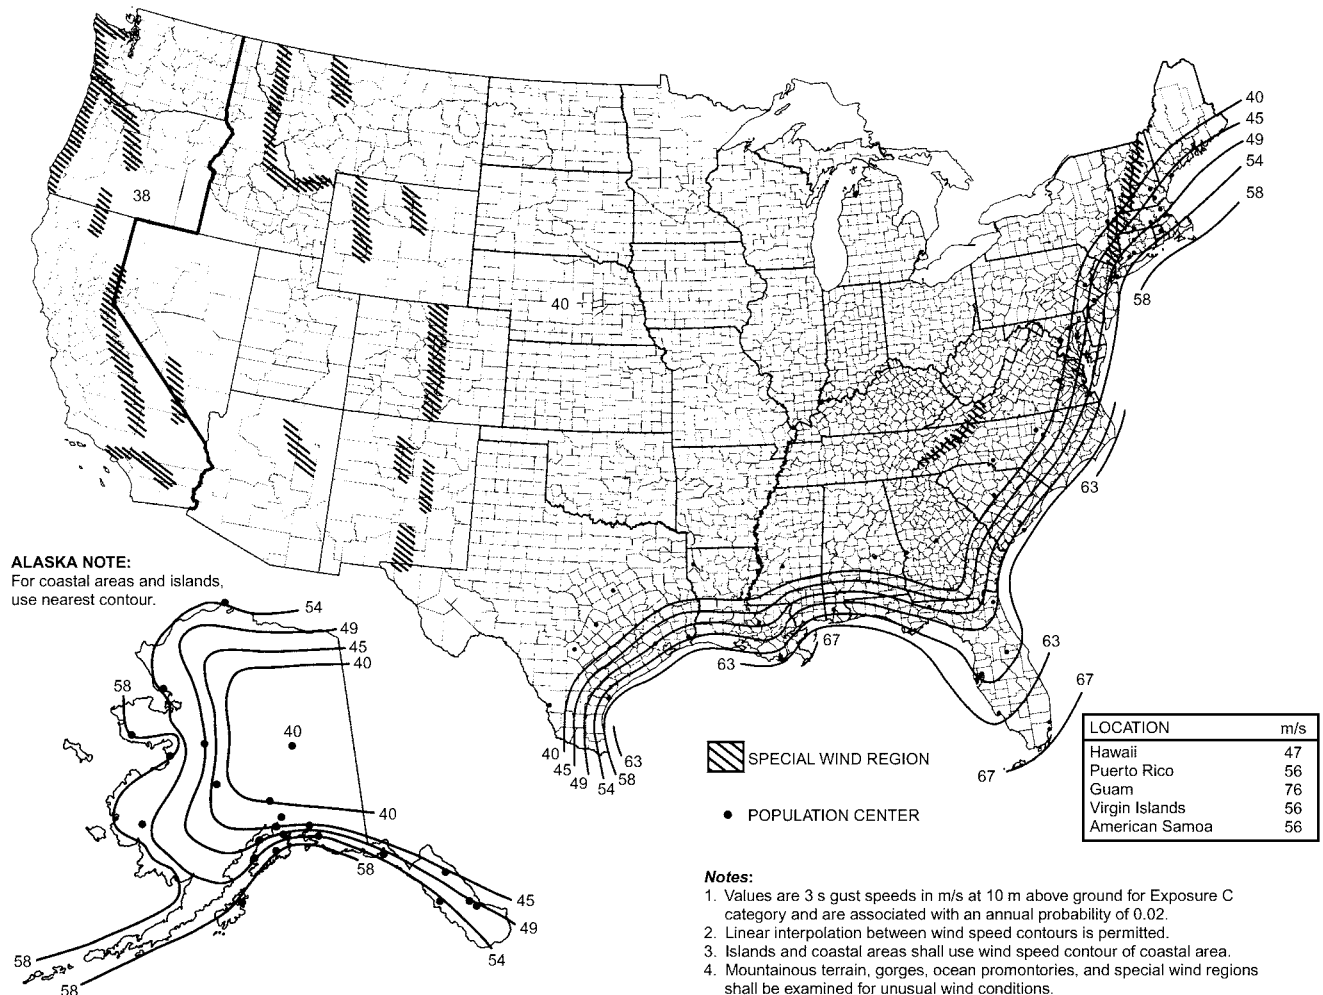 40
45
49
54
58
38
58
40
63
ALASKA NOTE:
For coastal areas and islands,
use nearest contour.
54
49
45
40
67
63
63
67
58
40
40
67
LOCATION m/s
Hawaii 47
Puerto Rico 56
Guam 76
Virgin Islands 56
American Samoa 56
40
45
49
54
58
63
SPECIAL WIND REGION
POPULATION CENTER
58
45
49
54
58
58
Notes:
1. Values are 3 s gust speeds in m/s at 10 m above ground for Exposure C
category and are associated with an annual probability of 0.02.
2. Linear interpolation between wind speed contours is permitted.
3. Islands and coastal areas shall use wind speed contour of coastal area.
4. Mountainous terrain, gorges, ocean promontories, and special wind regions
shall be examined for unusual wind conditions.